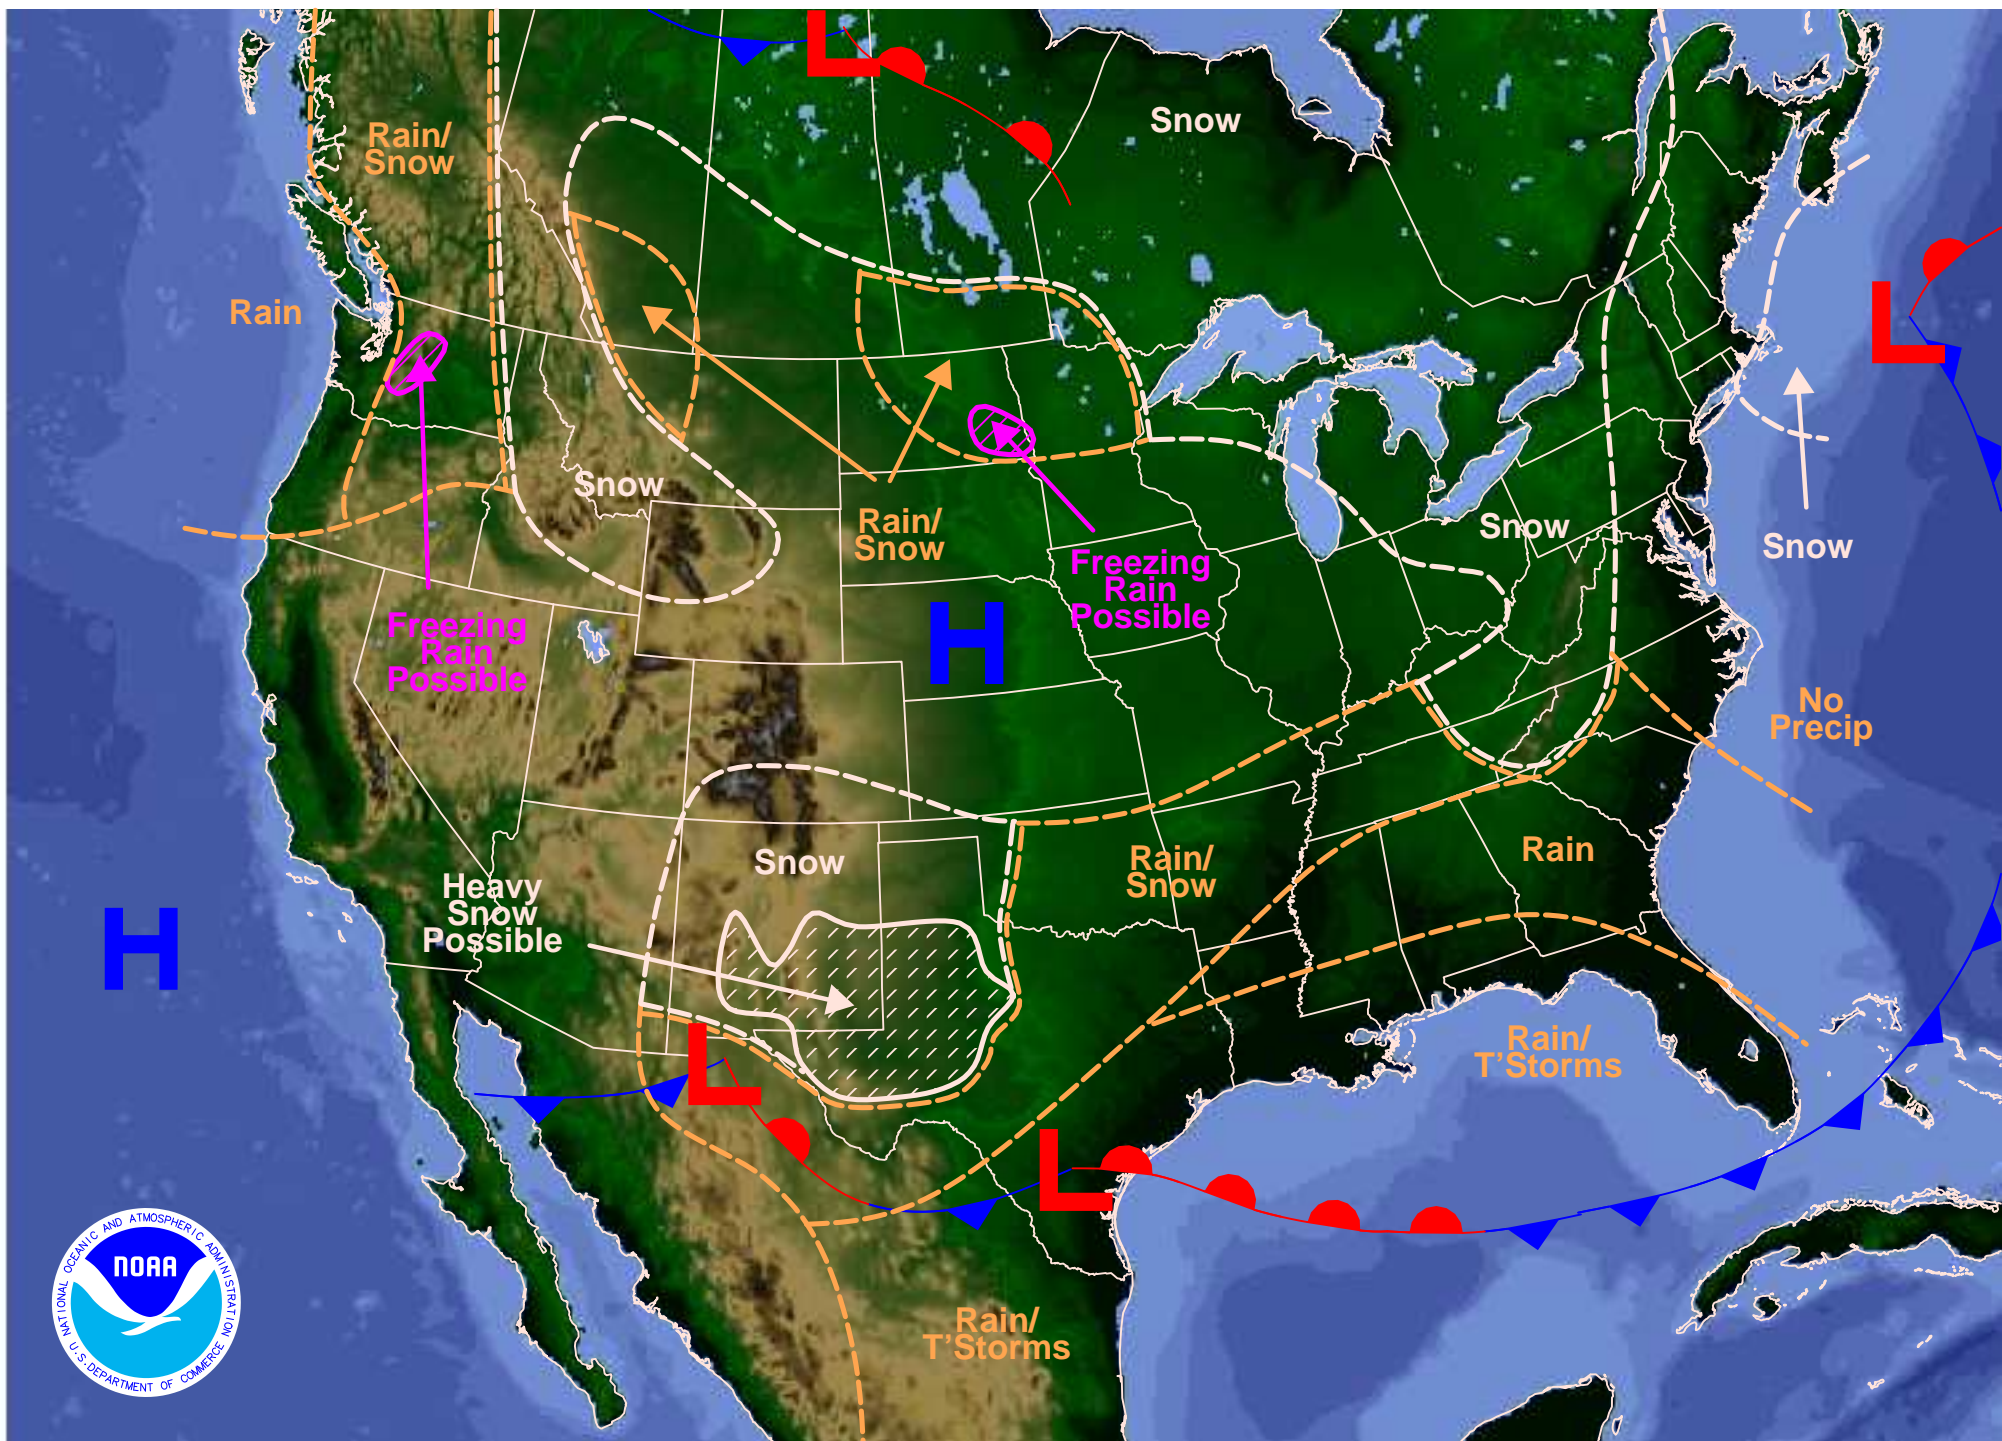 L
Snow
Rain/
Snow
Rain
L
Snow
Rain/
Snow
Snow
Snow
Freezing
Rain
Possible
H
Freezing
Rain
Possible
No
Precip
Snow
Rain/
Snow
Rain
Heavy
Snow
Possible
H
L
Rain/
T'Storms
L
Rain/
T'Storms
NATIONAL OCEANIC AND ATMOSPHERIC ADMINISTRATION
NOAA
U.S. DEPARTMENT OF COMMERCE